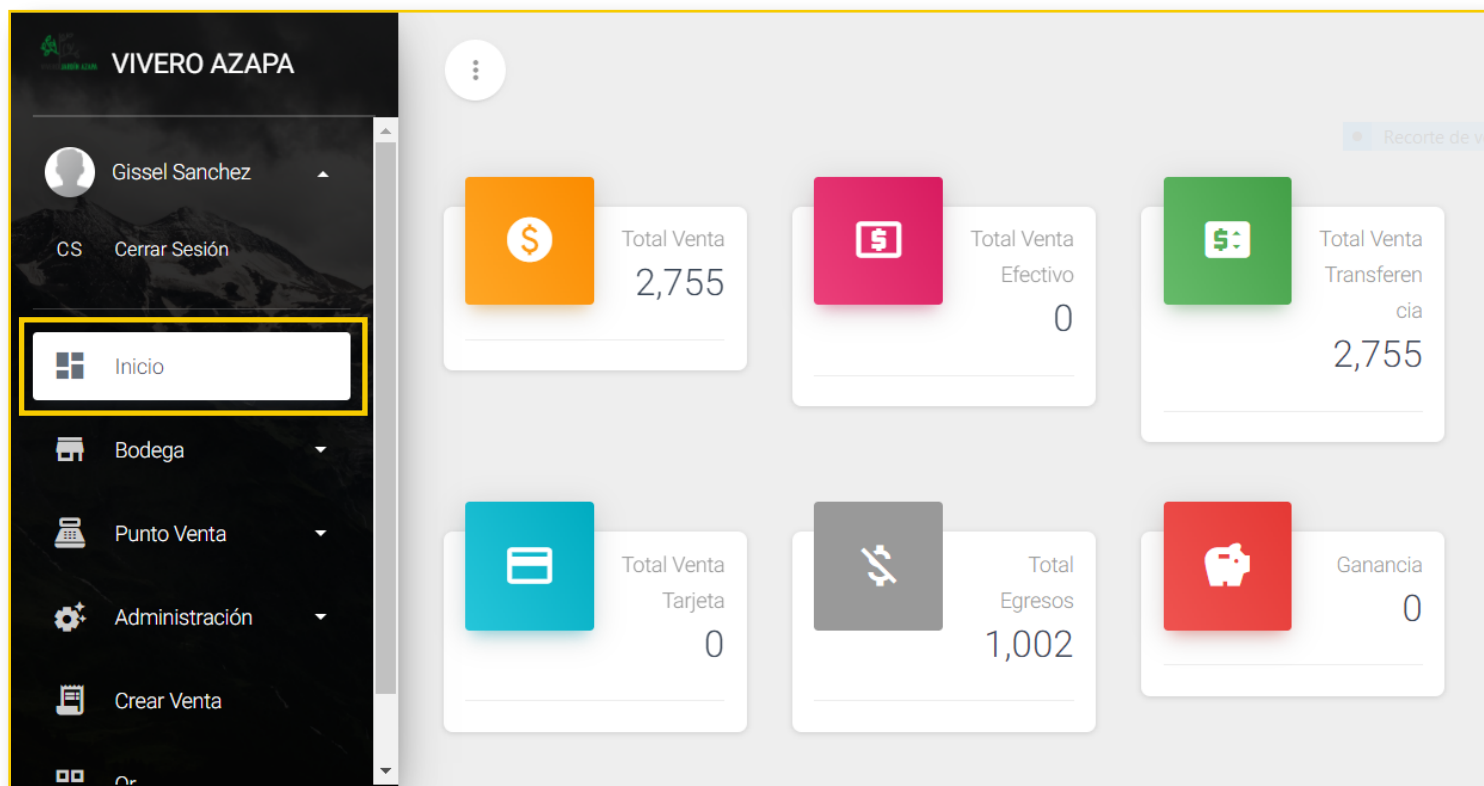 VIVERO AZAPA
Gissel Sanchez
CS Cerrar Sesión
Inicio
Bodega
Punto Venta
Administración
Crear Venta
Recorte de
Total Venta
2,755
Total Venta
Efectivo
0
Total Venta
Transferen
cia
2,755
Total Venta
Tarjeta
0
Total
Egresos
1,002
Ganancia
0